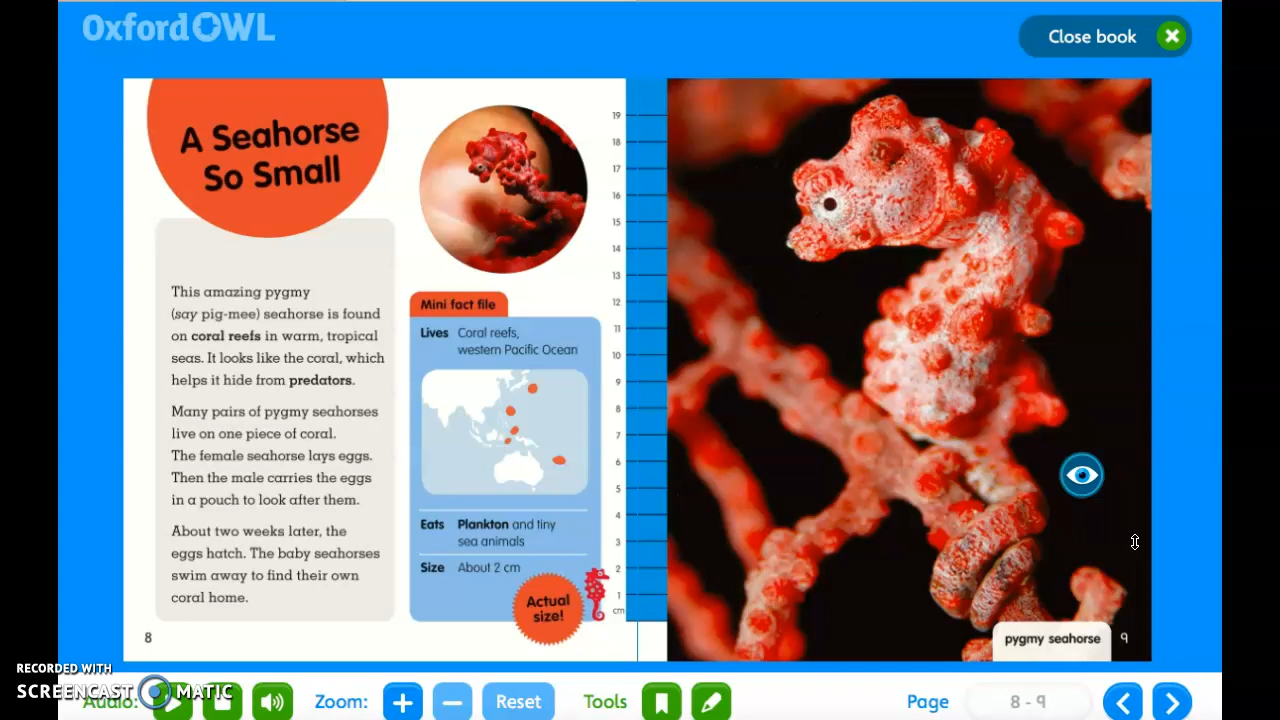 OxfordOWL
Close book
A Seahorse
So Small
This amazing pygmy
(say pig-mee) seahorse is found
on coral reefs in warm, tropical
seas. It looks like the coral, which
helps it hide from predators.
Many pairs of pygmy seahorses
live on one piece of coral.
The female seahorse lays eggs.
Then the male carries the eggs
in a pouch to look after them.
About two weeks later, the
eggs hatch. The baby seahorses
swim away to find their own
coral home.
8
Mini fact file
Lives Coral reefs,
western Pacific Ocean
Eats Plankton and tiny
sea animals
Size About 2 cm
Actual
size!
19
18
17
16
15
14
13
12
11
10
9
8
7
6
5
4
3
2
1
cm
pygmy seahorse
9
RECORDED WITH
SCREENCAST MATIC
Audio:
Zoom:
Reset
Tools
Page
8 - 9